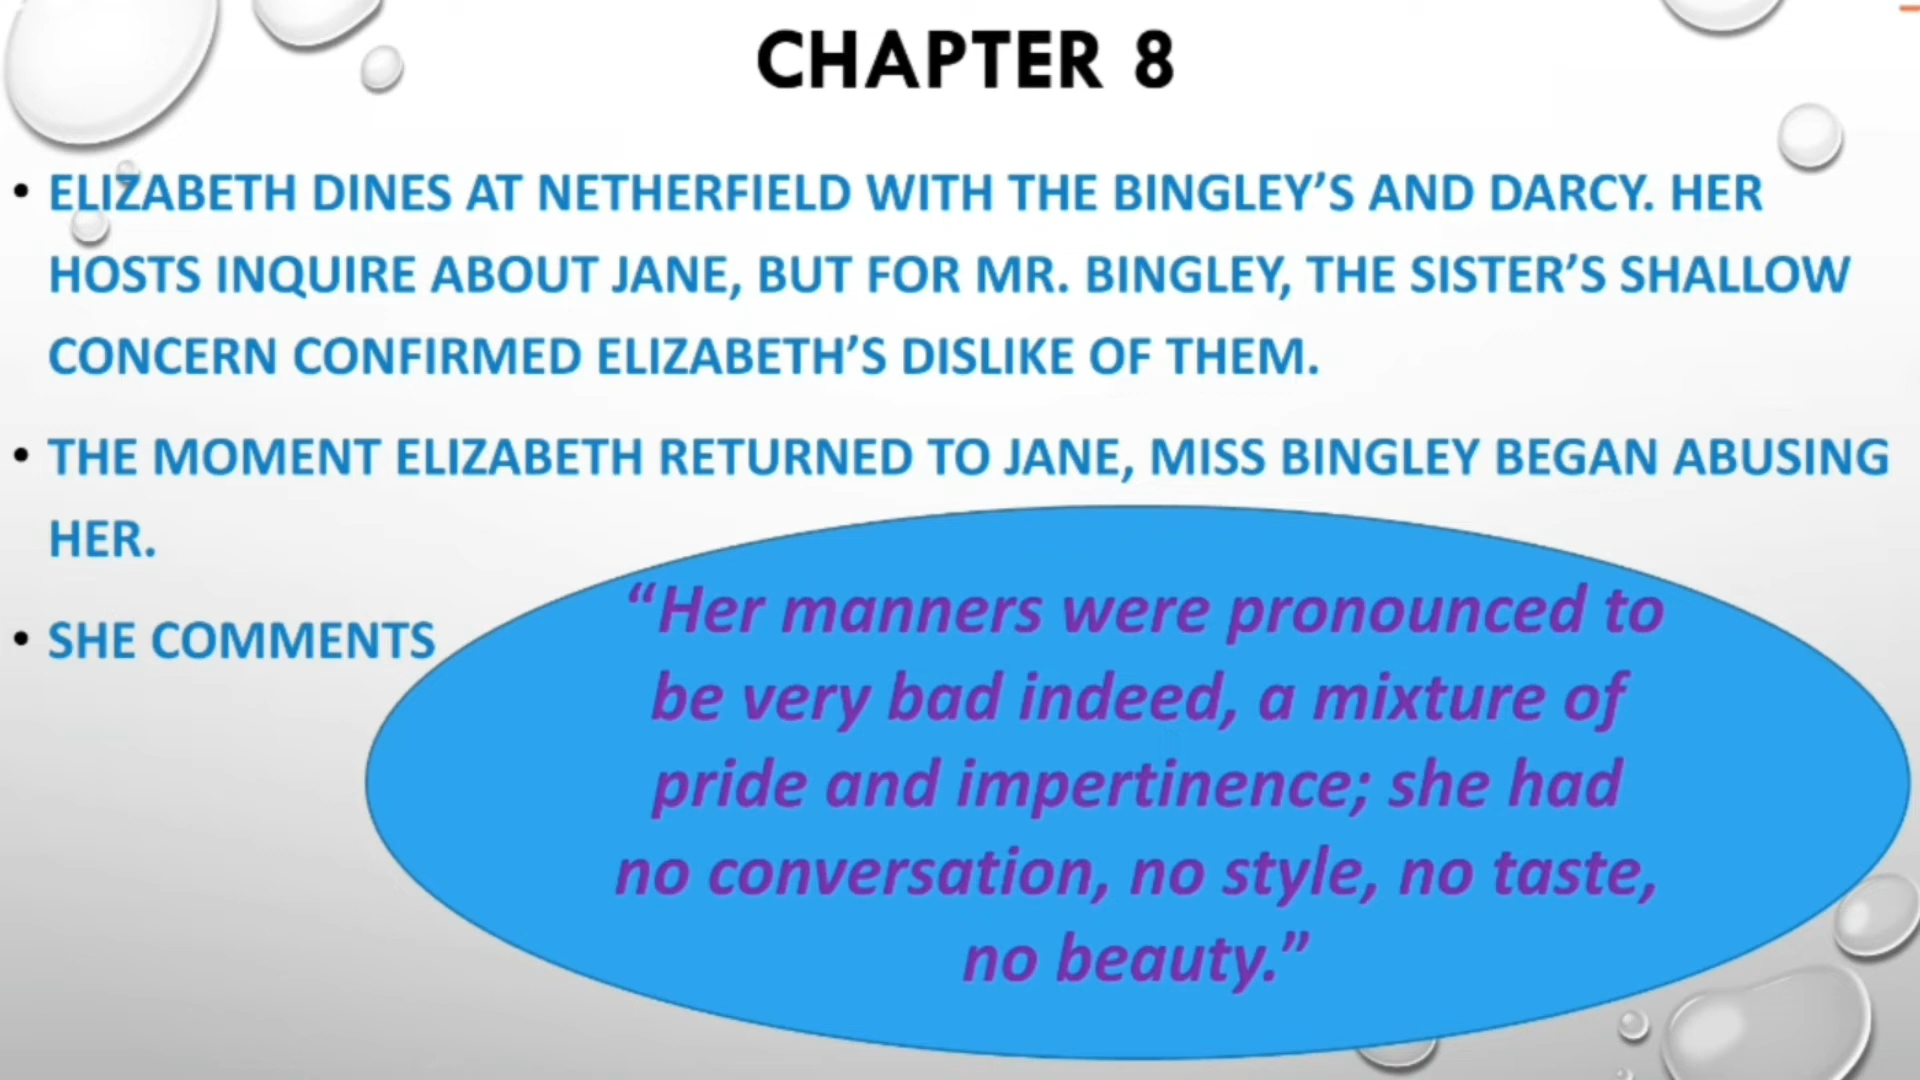 CHAPTER 8
• ELIZABETH DINES AT NETHERFIELD WITH THE BINGLEY’S AND DARCY. HER
HOSTS INQUIRE ABOUT JANE, BUT FOR MR. BINGLEY, THE SISTER’S SHALLOW
CONCERN CONFIRMED ELIZABETH’S DISLIKE OF THEM.
• THE MOMENT ELIZABETH RETURNED TO JANE, MISS BINGLEY BEGAN ABUSING
HER.
• SHE COMMENTS
“Her manners were pronounced to
be very bad indeed, a mixture of
pride and impertinence; she had
no conversation, no style, no taste,
no beauty.”